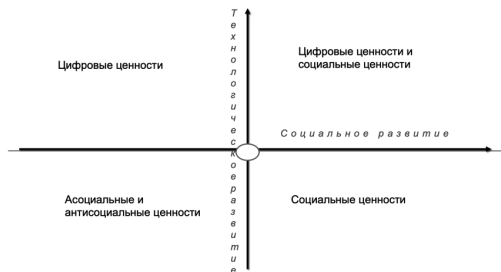 Цифровые ценности
Цифровые ценности и
социальные ценности
Технологическое развитие
Социальное развитие
Асоциальные и
антисоциальные ценности
Социальные ценности